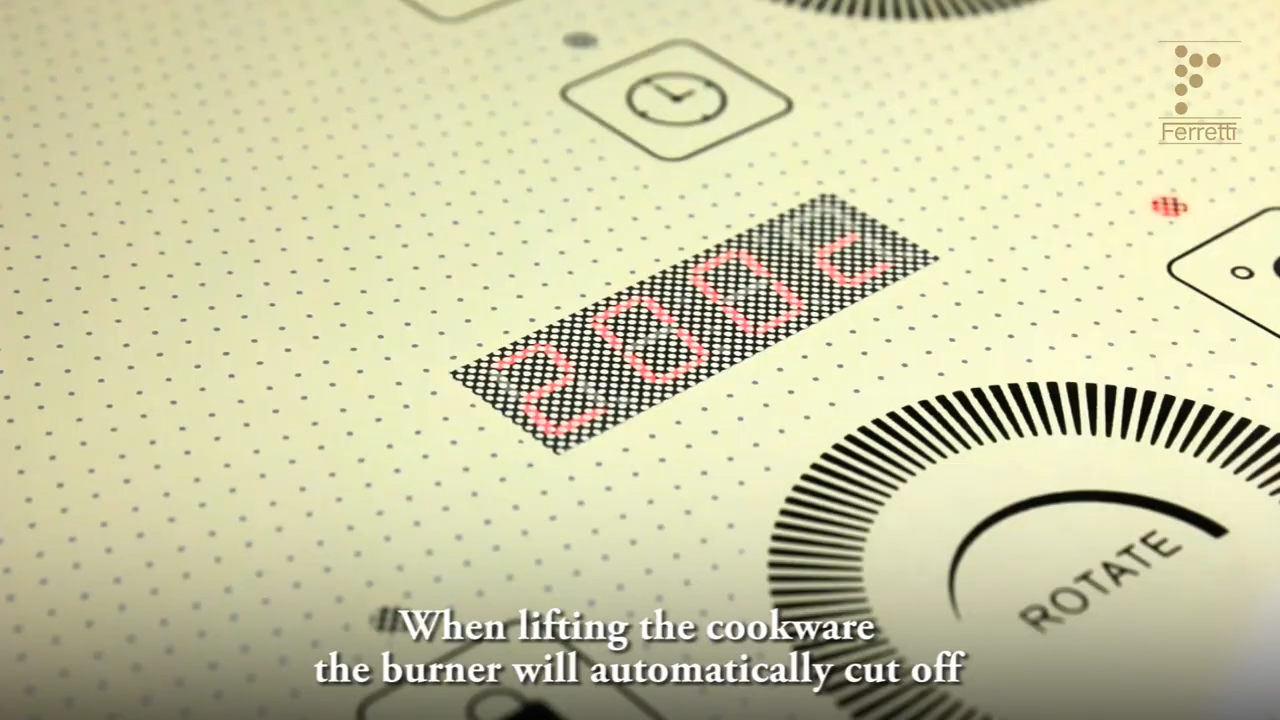 Ferretti
200c
ROTATE
When lifting the cookware
the burner will automatically cut off